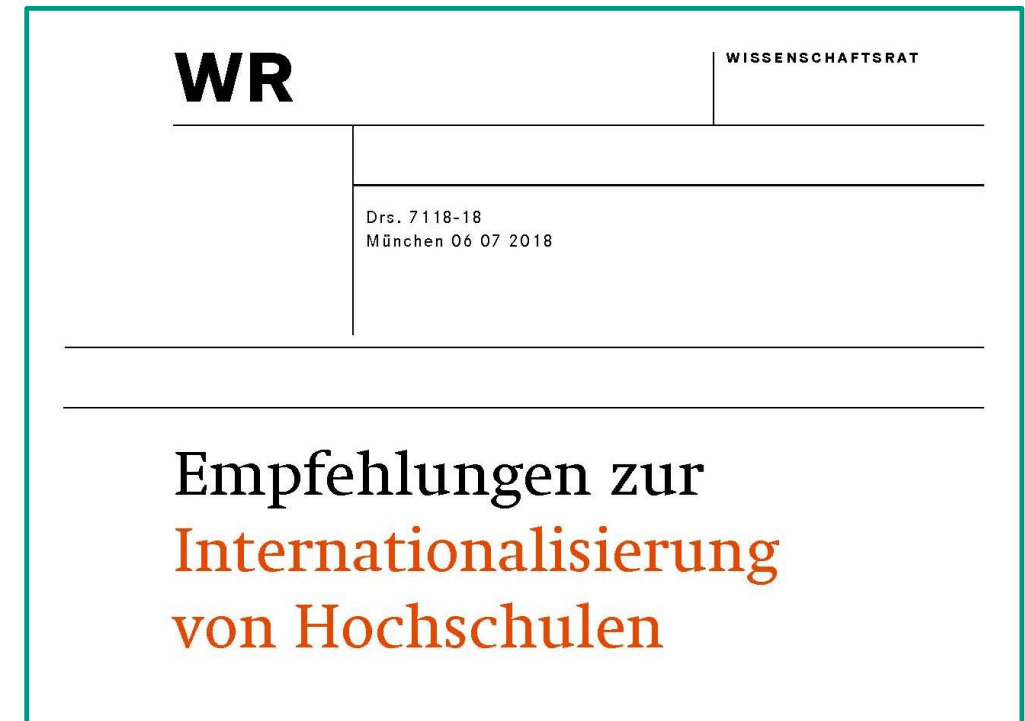 WR
WISSENSCHAFTSRAT
Drs. 7118-18
München 06 07 2018
Empfehlungen zur
Internationalisierung
von Hochschulen